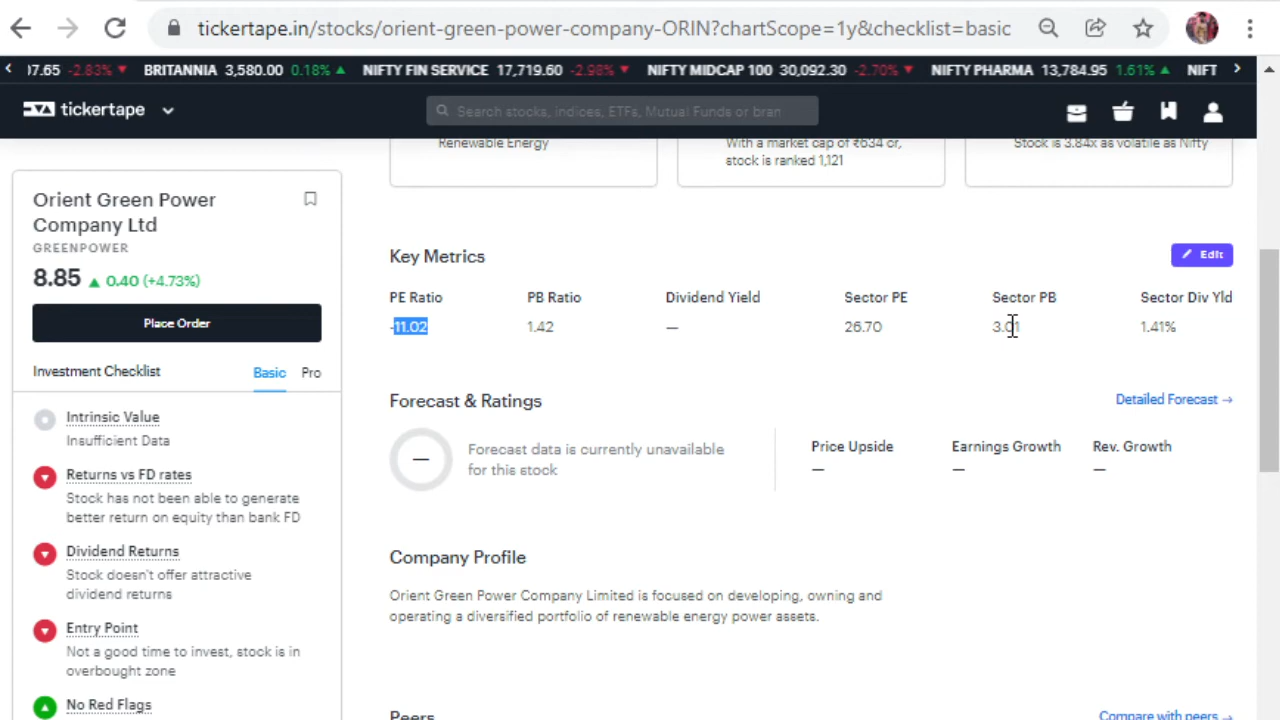 tickertape.in/stocks/orient-green-power-company-ORIN?chartScope=1y&checklist=basic
07.65 -2.83% ▼ BRITANNIA 3,580.00 0.18% ▲ NIFTY FIN SERVICE 17,719.60 -2.98% ▼ NIFTY MIDCAP 100 30,092.30 -2.70% ▼ NIFTY PHARMA 13,784.95 1.61% ▲ NIFT
tickertape
Search stocks, indices, ETFs, Mutual Funds or bran
Renewable Energy
With a market cap of ₹634 cr,
stock is ranked 1,121
Stock is 3.84x as volatile as Nifty
Orient Green Power
Company Ltd
GREENPOWER
8.85 ▲ 0.40 (+4.73%)
Place Order
Investment Checklist Basic Pro
Intrinsic Value
Insufficient Data
Returns vs FD rates
Stock has not been able to generate
better return on equity than bank FD
Dividend Returns
Stock doesn't offer attractive
dividend returns
Entry Point
Not a good time to invest, stock is in
overbought zone
No Red Flags
Key Metrics
Edit
PE Ratio PB Ratio Dividend Yield Sector PE Sector PB Sector Div Yld
-11.02 1.42 — 26.70 3.01 1.41%
Forecast & Ratings
Detailed Forecast →
— Forecast data is currently unavailable
for this stock
Price Upside Earnings Growth Rev. Growth
— — —
Company Profile
Orient Green Power Company Limited is focused on developing, owning and
operating a diversified portfolio of renewable energy power assets.
Peers
Compare with peers →